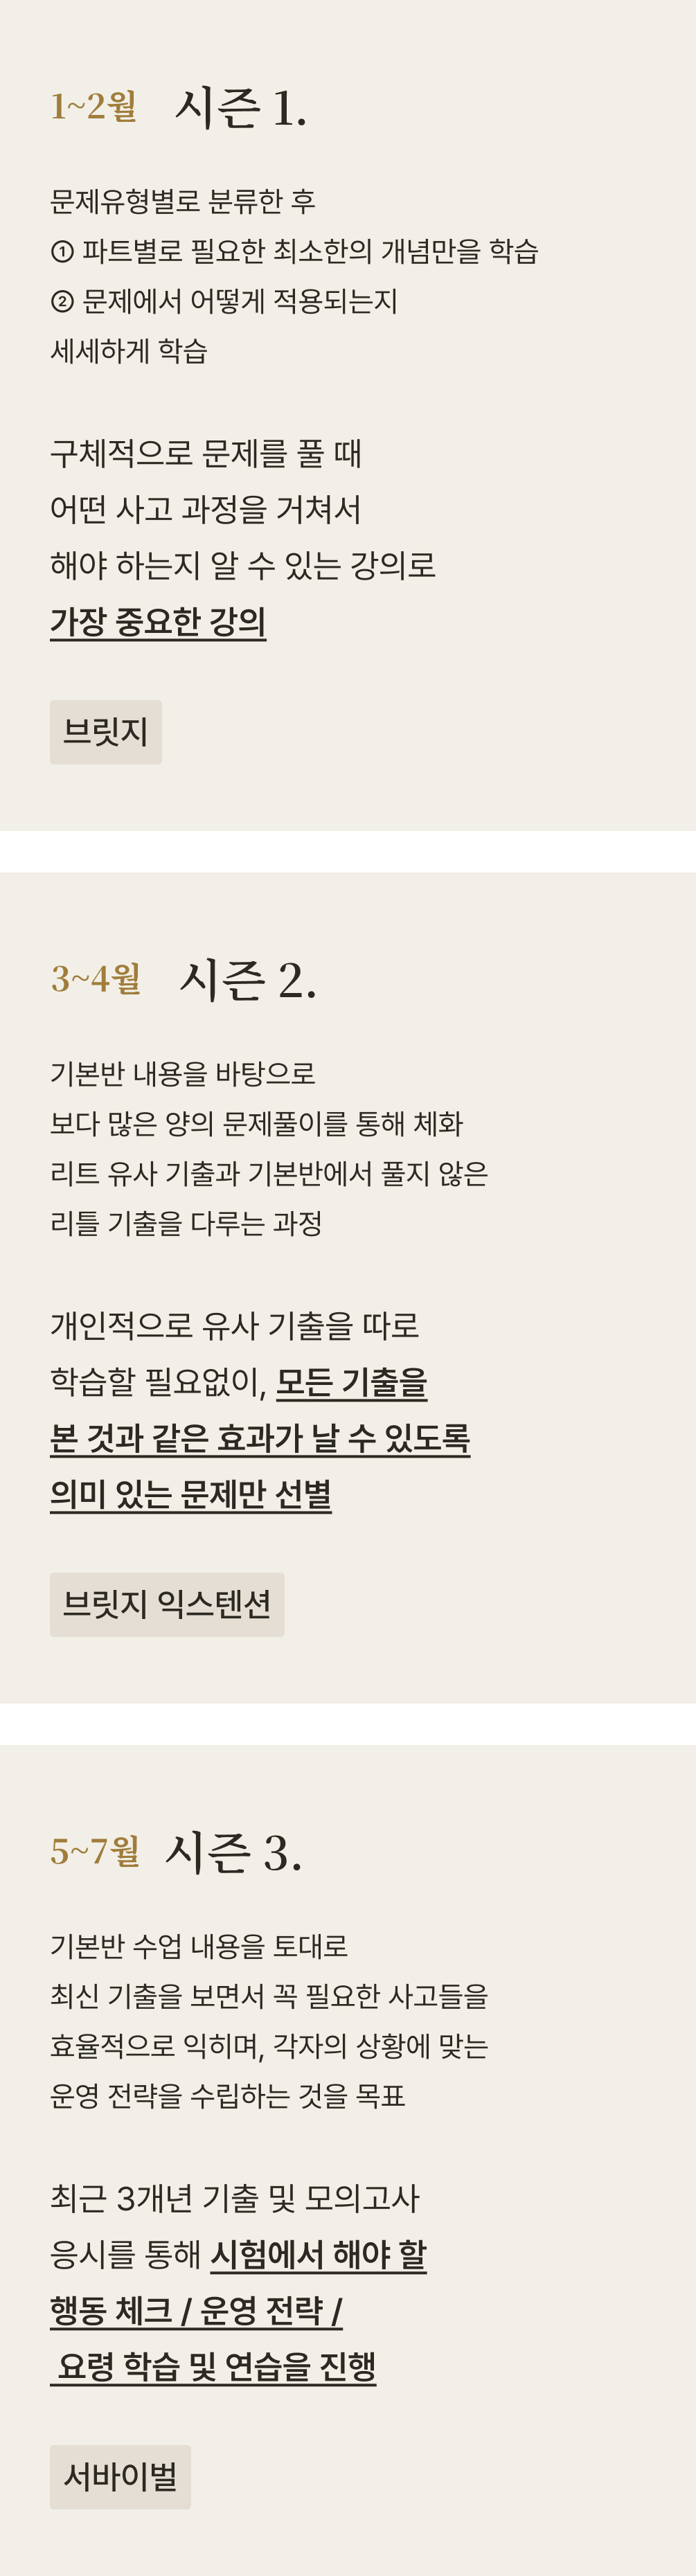 1~2월 시즌 1.
문제유형별로 분류한 후
① 파트별로 필요한 최소한의 개념만을 학습
② 문제에서 어떻게 적용되는지
세세하게 학습
구체적으로 문제를 풀 때
어떤 사고 과정을 거쳐서
해야 하는지 알 수 있는 강의로
가장 중요한 강의
브릿지
3~4월 시즌 2.
기본반 내용을 바탕으로
보다 많은 양의 문제풀이를 통해 체화
리트 유사 기출과 기본반에서 풀지 않은
리틀 기출을 다루는 과정
개인적으로 유사 기출을 따로
학습할 필요없이, 모든 기출을
본 것과 같은 효과가 날 수 있도록
의미 있는 문제만 선별
브릿지 익스텐션
5~7월 시즌 3.
기본반 수업 내용을 토대로
최신 기출을 보면서 꼭 필요한 사고들을
효율적으로 익히며, 각자의 상황에 맞는
운영 전략을 수립하는 것을 목표
최근 3개년 기출 및 모의고사
응시를 통해 시험에서 해야 할
행동 체크 / 운영 전략 /
요령 학습 및 연습을 진행
서바이벌